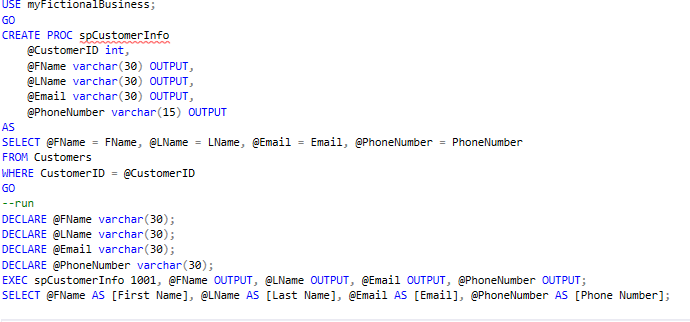 USE myFictionalBusiness;
GO
CREATE PROC spCustomerInfo
@CustomerID int,
@FName varchar(30) OUTPUT,
@LName varchar(30) OUTPUT,
@Email varchar(30) OUTPUT,
@PhoneNumber varchar(15) OUTPUT
AS
SELECT @FName = FName, @LName = LName, @Email = Email, @PhoneNumber = PhoneNumber
FROM Customers
WHERE CustomerID = @CustomerID
GO
--run
DECLARE @FName varchar(30);
DECLARE @LName varchar(30);
DECLARE @Email varchar(30);
DECLARE @PhoneNumber varchar(30);
EXEC spCustomerInfo 1001, @FName OUTPUT, @LName OUTPUT, @Email OUTPUT, @PhoneNumber OUTPUT;
SELECT @FName AS [First Name], @LName AS [Last Name], @Email AS [Email], @PhoneNumber AS [Phone Number];